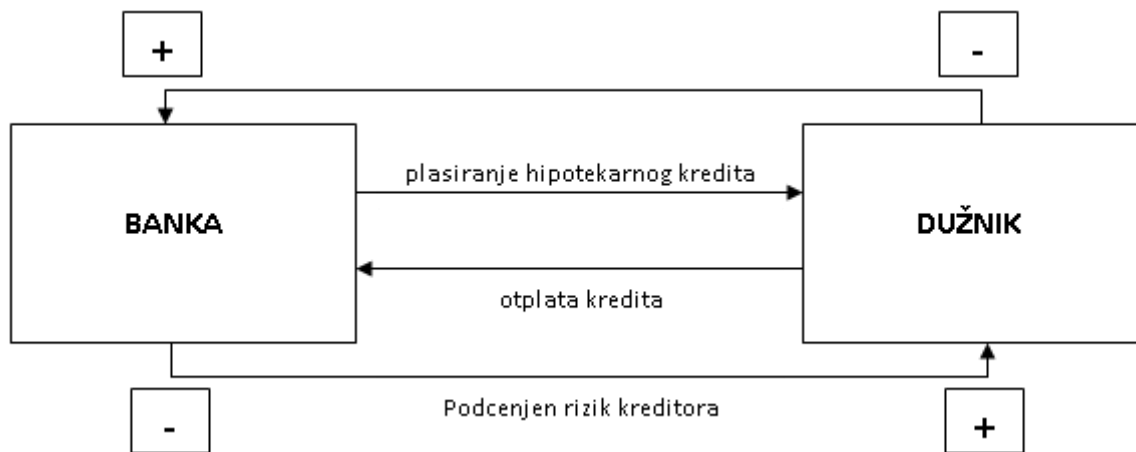 +
-
plasiranje hipotekarnog kredita
BANKA
DUŽNIK
otplata kredita
Podcenjen rizik kreditora
-
+